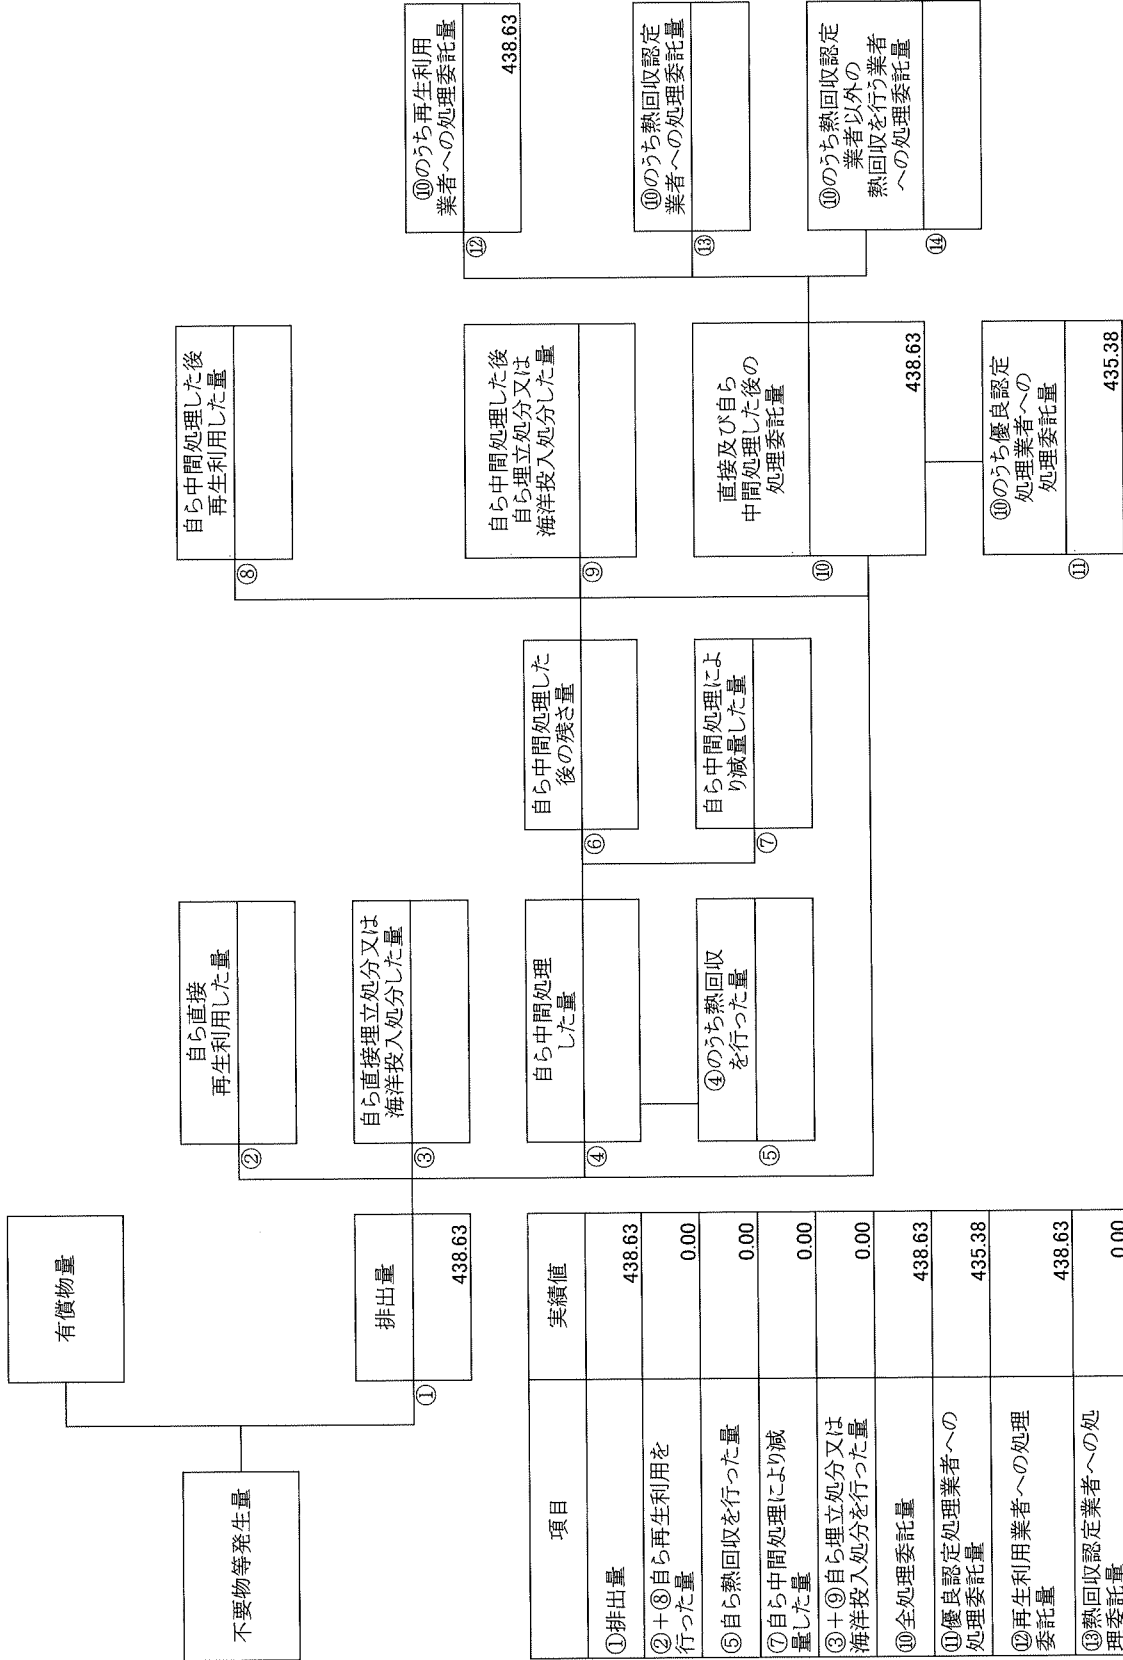 有償物量
不要物等発生量
排出量
①
438.63
自ら直接
再生利用した量
②
自ら直接埋立処分又は
海洋投入処分した量
③
自ら中間処理
した量
④
④のうち熱回収
を行った量
⑤
自ら中間処理した
後の残さ量
⑥
自ら中間処理によ
り減量した量
⑦
自ら中間処理した後
再生利用した量
⑧
自ら中間処理した後
自ら埋立処分又は
海洋投入処分した量
⑨
直接及び自ら
中間処理した後の
処理委託量
⑩
438.63
⑩のうち優良認定
処理業者への
処理委託量
⑪
435.38
⑩のうち再生利用
業者への処理委託量
⑫
438.63
⑩のうち熱回収認定
業者への処理委託量
⑬
⑩のうち熱回収認定
業者以外の
熱回収を行う業者
への処理委託量
⑭
項目 実績値
①排出量 438.63
②+⑧自ら再生利用を
行った量 0.00
⑤自ら熱回収を行った量 0.00
⑦自ら中間処理により減
量した量 0.00
③+⑨自ら埋立処分又は
海洋投入処分を行った量 0.00
⑩全処理委託量 438.63
⑪優良認定処理業者への
処理委託量 435.38
⑫再生利用業者への処理
委託量 438.63
⑬熱回収認定業者への処
理委託量 0.00